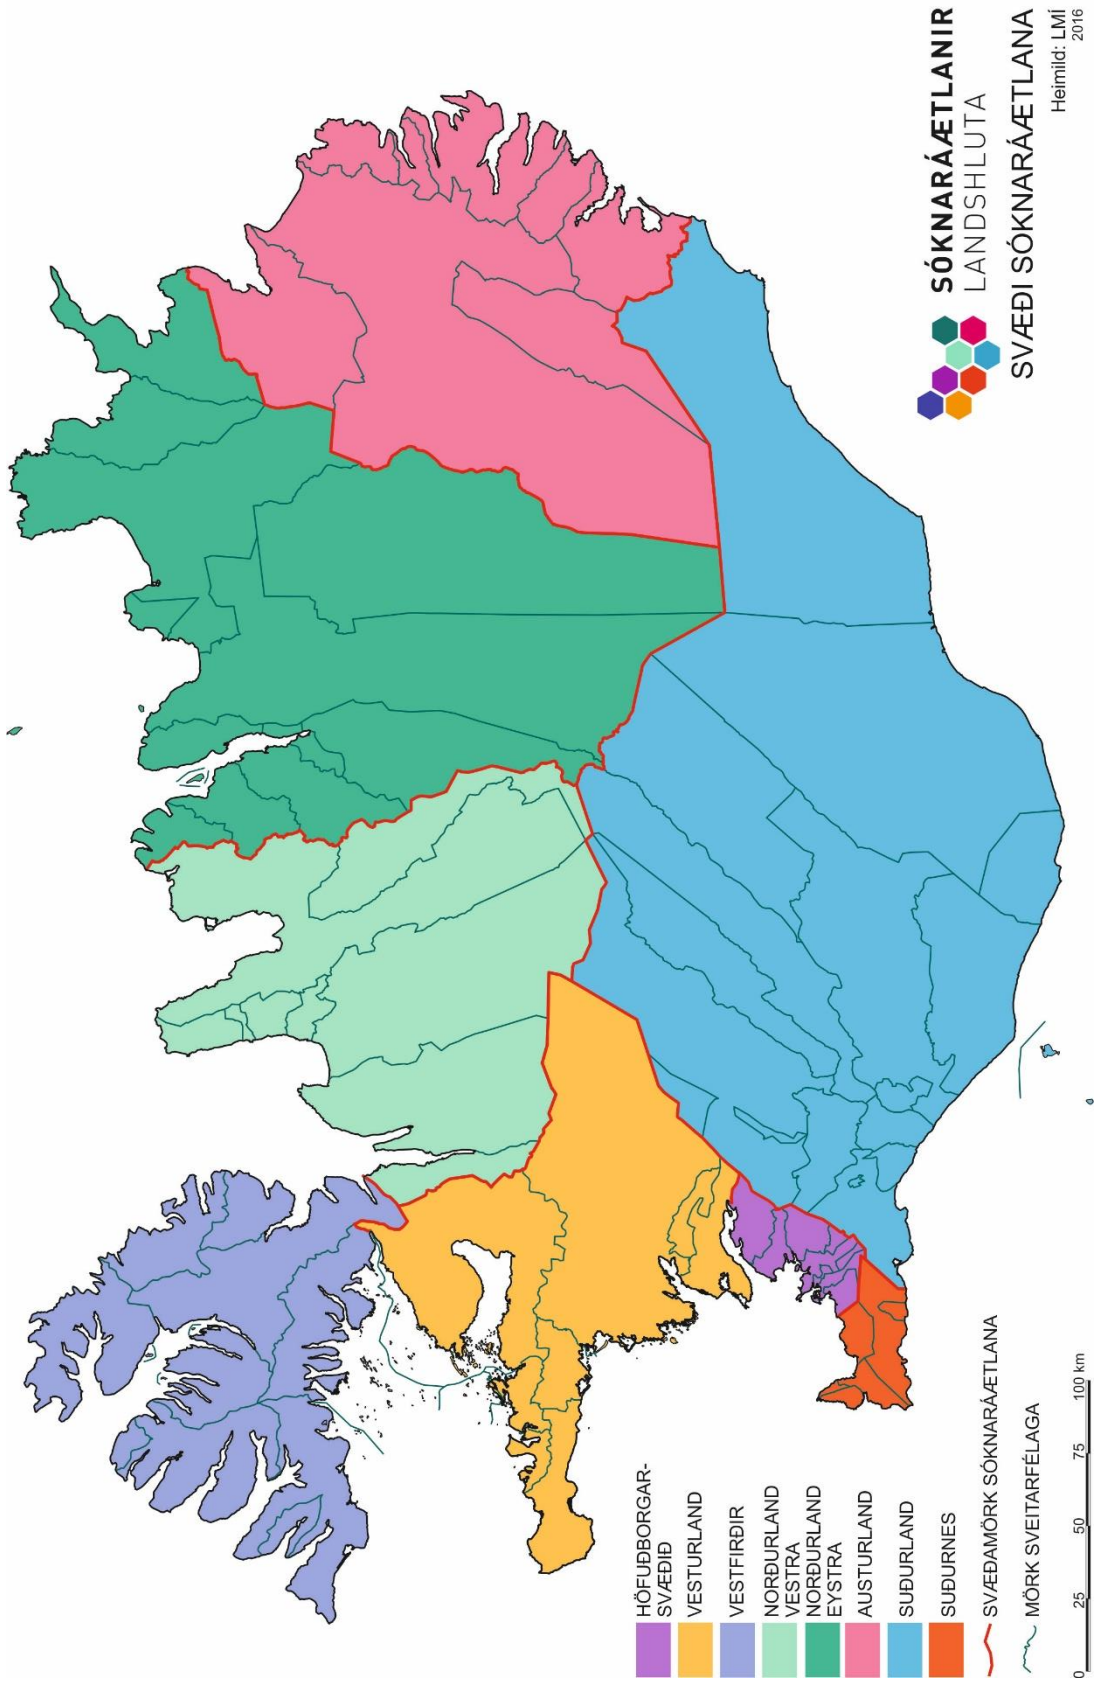 SÓKNARÁÆTLANIR
LANDSHLUTA
SVÆÐI SÓKNARÁÆTLANA
Heimild: LMÍ
2016
HÖFUÐBORGAR-
SVÆÐIÐ
VESTURLAND
VESTFIRÐIR
NORÐURLAND
VESTRA
NORÐURLAND
EYSTRA
AUSTURLAND
SUÐURLAND
SUÐURNES
SVÆÐAMÖRK SÓKNARÁÆTLANA
MÖRK SVEITARFÉLAGA
0 25 50 75 100 km